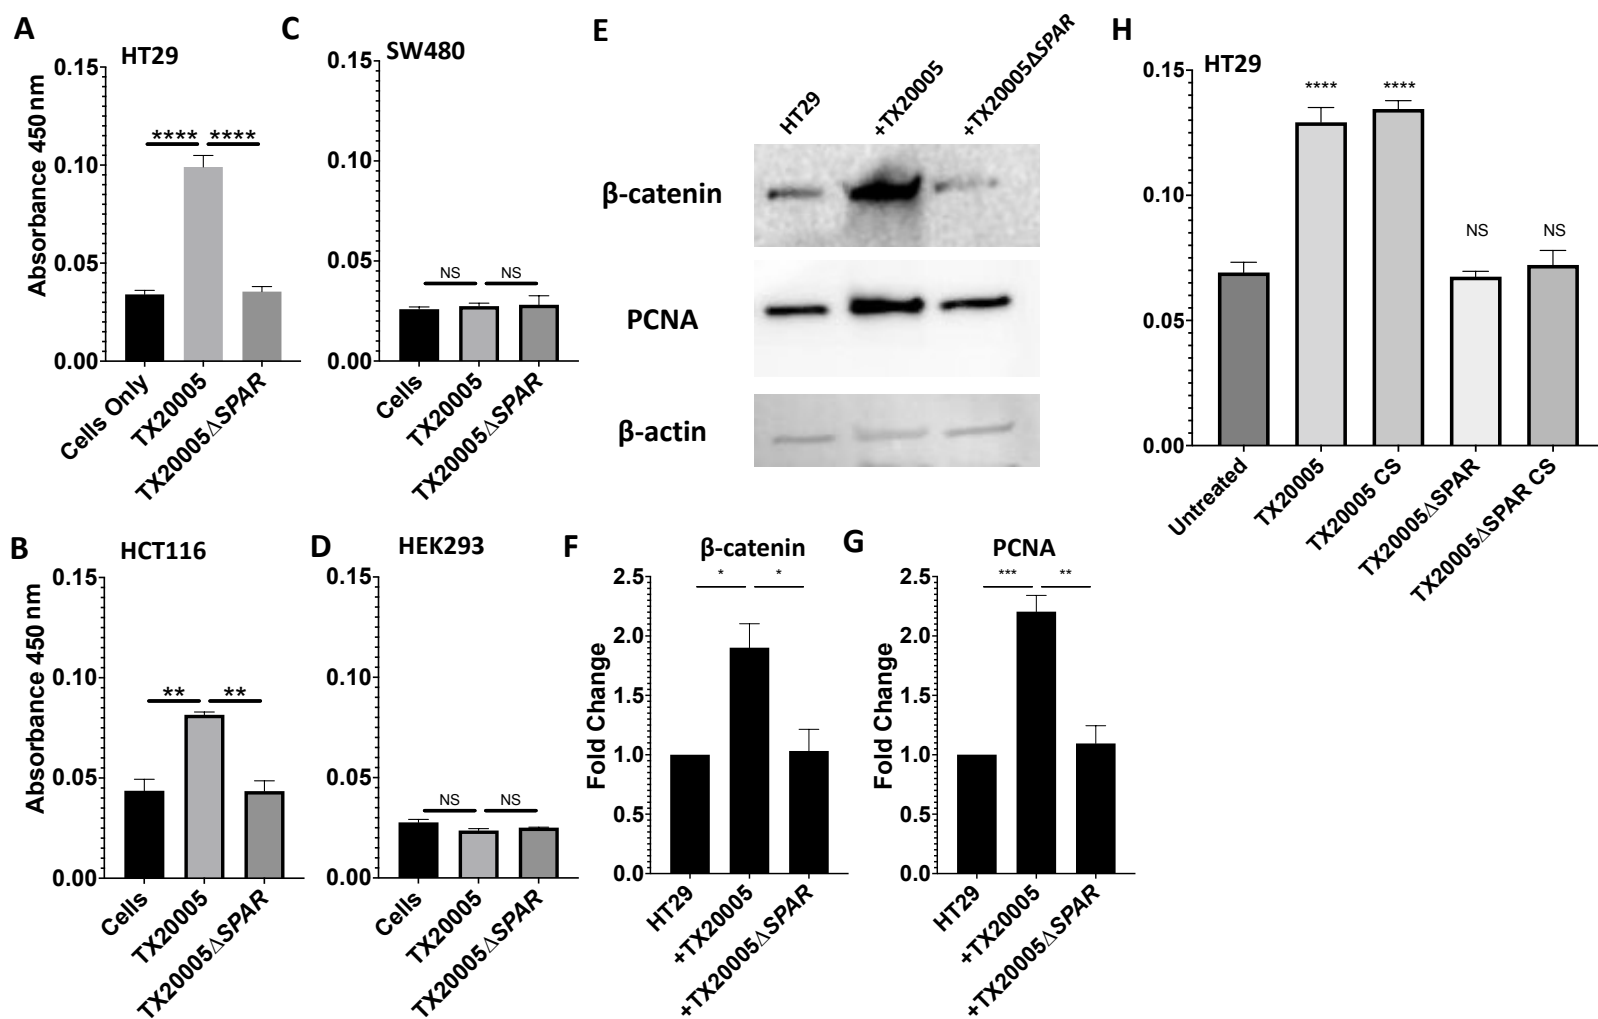 A
HT29
Absorbance 450 nm
0.15
0.10
0.05
0.00
**** ****
Cells Only
TX20005
TX20005ΔSPAR
C
SW480
0.15
0.10
0.05
0.00
NS NS
Cells
TX20005
TX20005ΔSPAR
E
HT29
+TX20005
+TX20005ΔSPAR
β-catenin
PCNA
β-actin
H
HT29
0.15
0.10
0.05
0.00
**** **** NS NS
Untreated
TX20005
TX20005 CS
TX20005ΔSPAR
TX20005ΔSPAR CS
B
HCT116
Absorbance 450 nm
0.15
0.10
0.05
0.00
** **
Cells
TX20005
TX20005ΔSPAR
D
HEK293
0.15
0.10
0.05
0.00
NS NS
Cells
TX20005
TX20005ΔSPAR
F
β-catenin
Fold Change
2.5
2.0
1.5
1.0
0.5
0.0
* *
HT29
+TX20005
+TX20005ΔSPAR
G
PCNA
Fold Change
2.5
2.0
1.5
1.0
0.5
0.0
*** **
HT29
+TX20005
+TX20005ΔSPAR